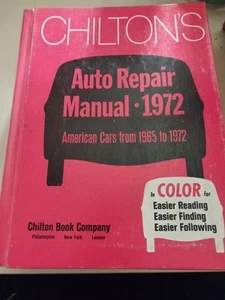 CHILTON'S
Auto Repair
Manual • 1972
American Cars from 1965 to 1972
In COLOR for
Easier Reading
Easier Finding
Easier Following
Chilton Book Company
Philadelphia New York London